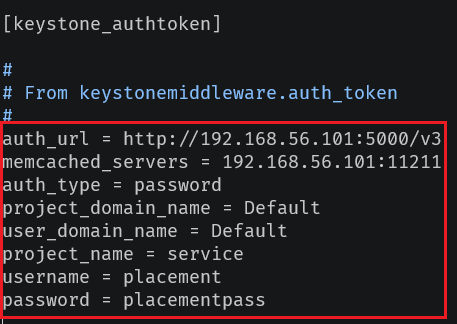 [keystone_authtoken]
#
# From keystonemiddleware.auth_token
#
auth_url = http://192.168.56.101:5000/v3
memcached_servers = 192.168.56.101:11211
auth_type = password
project_domain_name = Default
user_domain_name = Default
project_name = service
username = placement
password = placementpass